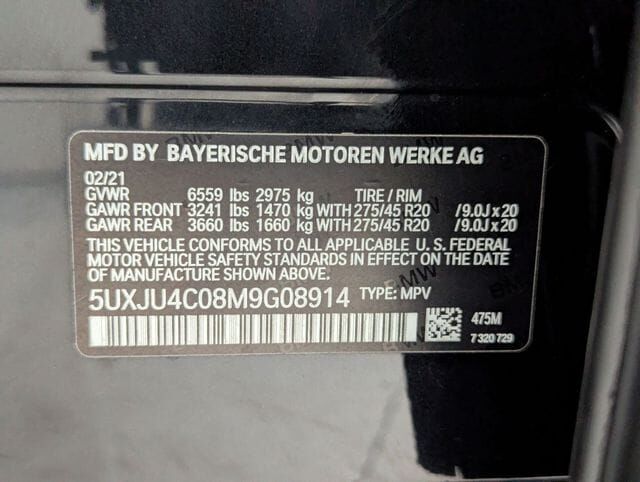 MFD BY BAYERISCHE MOTOREN WERKE AG
02/21
GVWR 6559 lbs 2975 kg TIRE / RIM
GAWR FRONT 3241 lbs 1470 kg WITH 275/45 R20 /9.0J x 20
GAWR REAR 3660 lbs 1660 kg WITH 275/45 R20 /9.0J x 20
THIS VEHICLE CONFORMS TO ALL APPLICABLE U. S. FEDERAL
MOTOR VEHICLE SAFETY STANDARDS IN EFFECT ON THE DATE
OF MANUFACTURE SHOWN ABOVE.
BMW
5UXJU4C08M9G08914 TYPE: MPV
475M
7 320 729